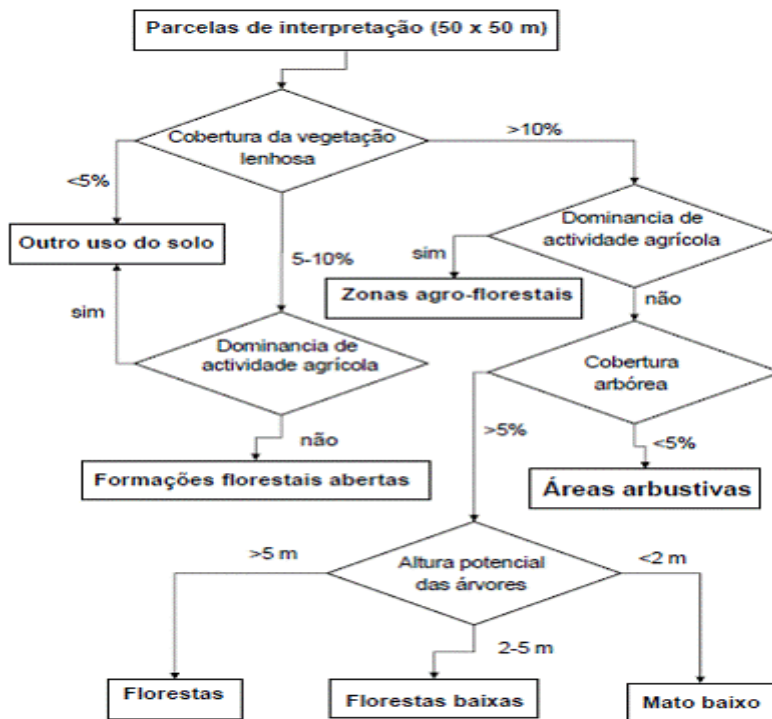 Parcelas de interpretação (50 x 50 m)
Cobertura da vegetação
lenhosa
>10%
<5%
Dominancia de
actividade agrícola
Outro uso do solo
5-10%
sim
Zonas agro-florestais
não
sim
Dominancia de
actividade agrícola
Cobertura
arbórea
não
>5%
<5%
Formações florestais abertas
Áreas arbustivas
>5 m
Altura potencial
das árvores
<2 m
2-5 m
Florestas
Florestas baixas
Mato baixo